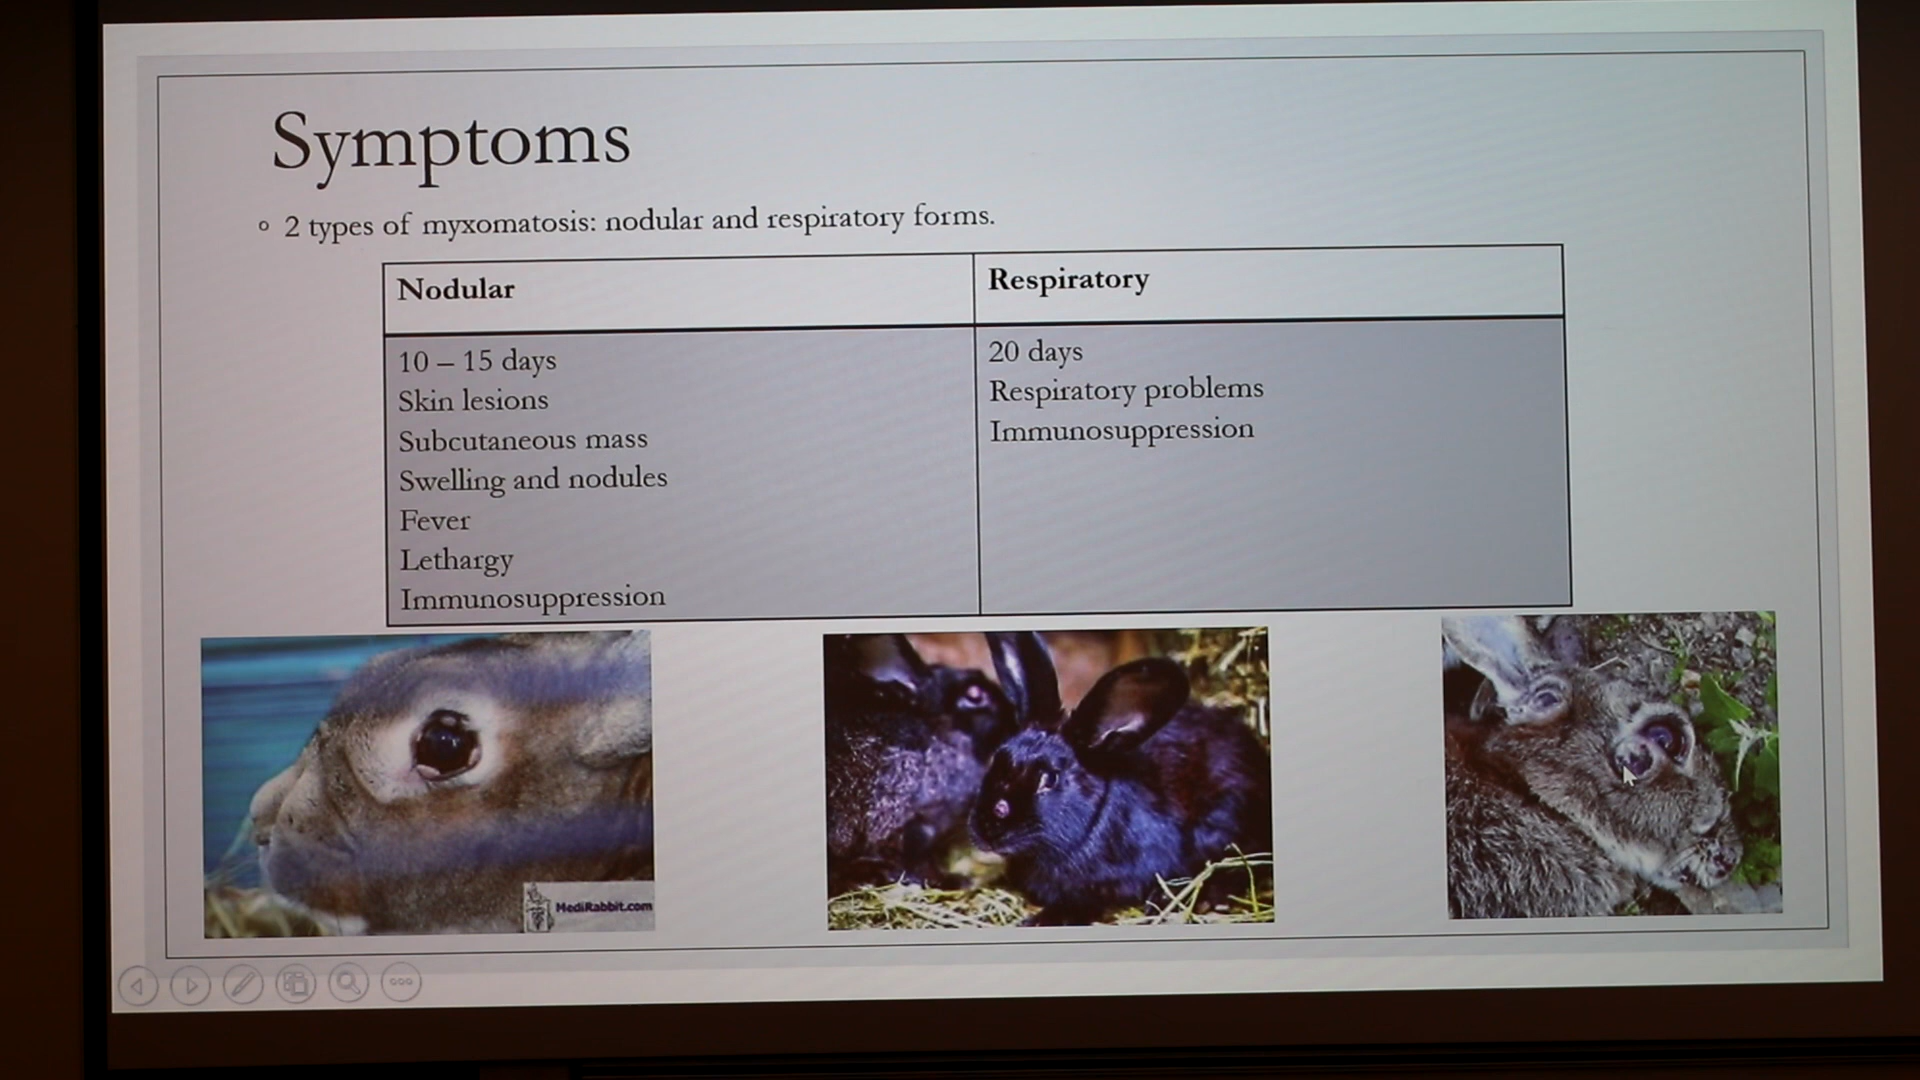 Symptoms
° 2 types of myxomatosis: nodular and respiratory forms.
Nodular
10 – 15 days
Skin lesions
Subcutaneous mass
Swelling and nodules
Fever
Lethargy
Immunosuppression
Respiratory
20 days
Respiratory problems
Immunosuppression
MediRabbit.com